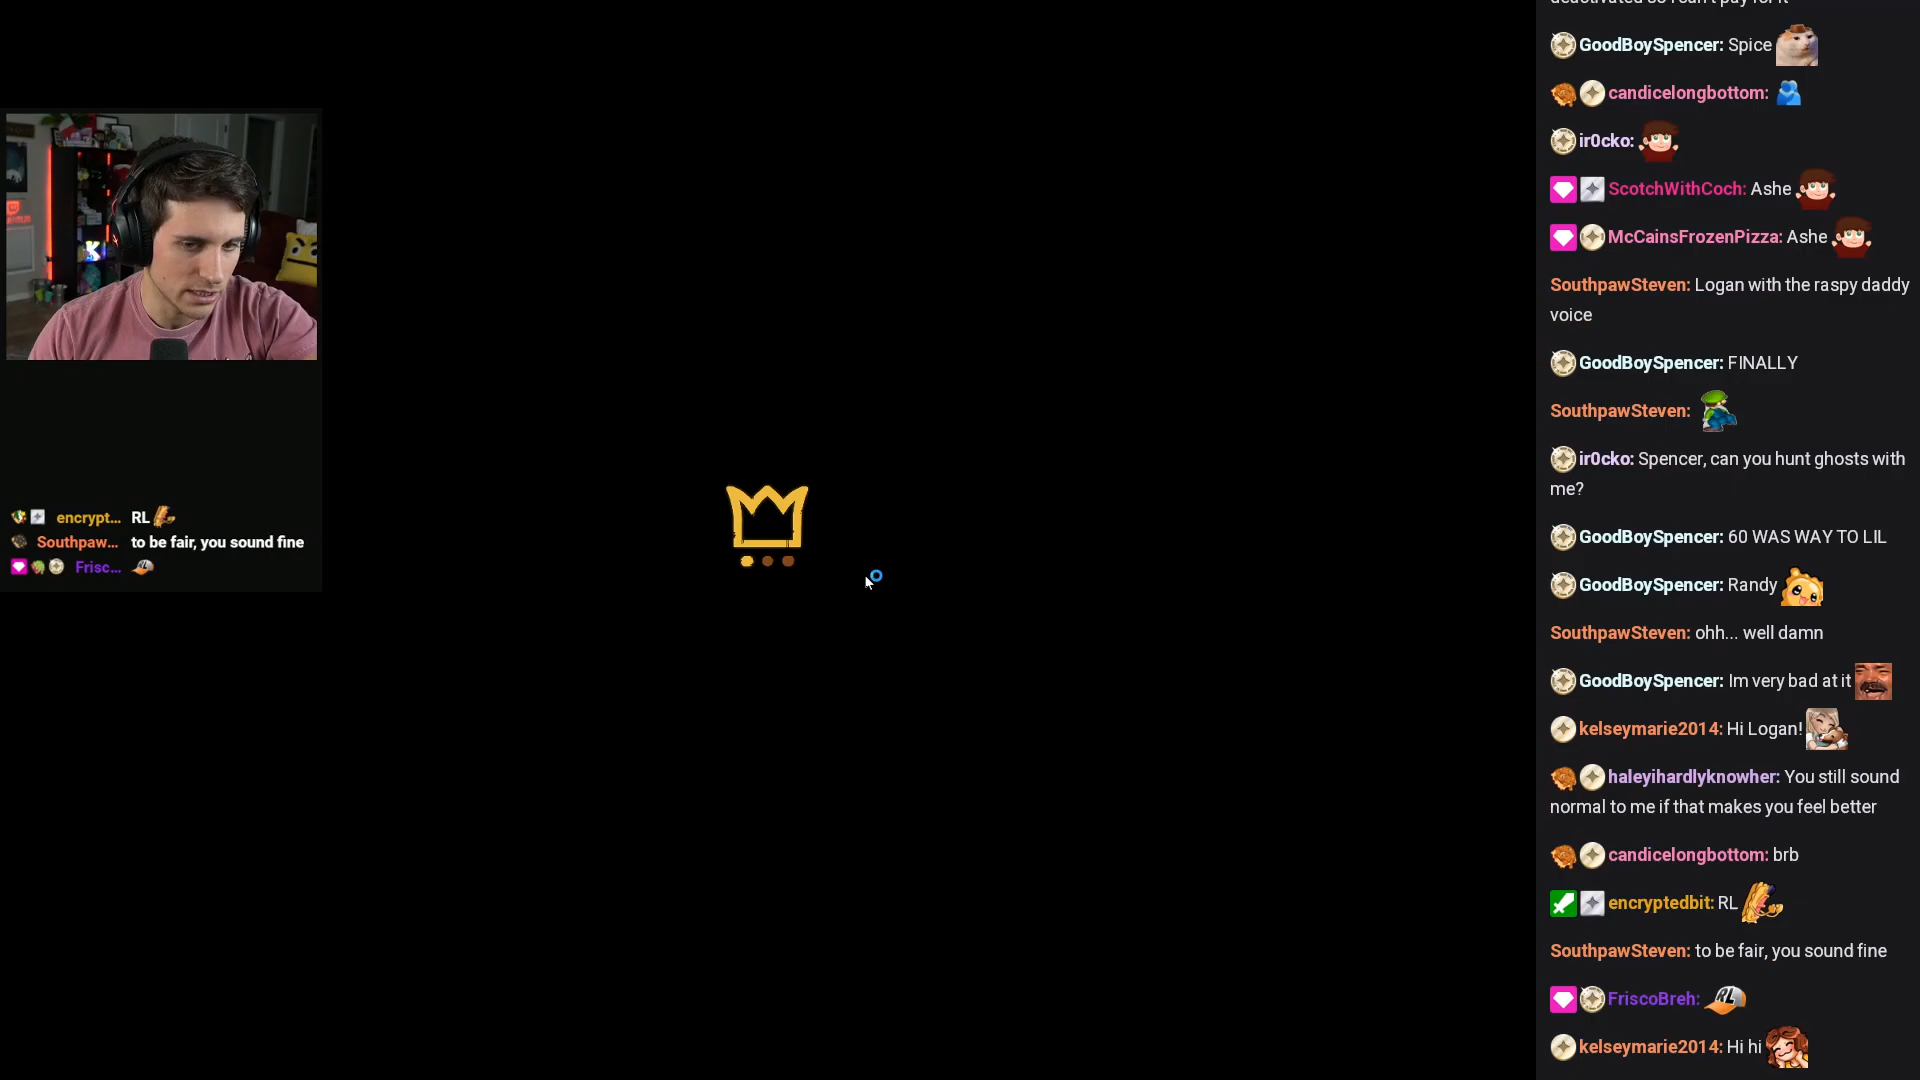 encrypt... RL
Southpaw... to be fair, you sound fine
Frisc...
GoodBoySpencer: Spice
candicelongbottom:
ir0cko:
ScotchWithCoch: Ashe
McCainsFrozenPizza: Ashe
SouthpawSteven: Logan with the raspy daddy
voice
GoodBoySpencer: FINALLY
SouthpawSteven:
ir0cko: Spencer, can you hunt ghosts with
me?
GoodBoySpencer: 60 WAS WAY TO LIL
GoodBoySpencer: Randy
SouthpawSteven: ohh... well damn
GoodBoySpencer: Im very bad at it
kelseymarie2014: Hi Logan!
haleyihardlyknowher: You still sound
normal to me if that makes you feel better
candicelongbottom: brb
encryptedbit: RL
SouthpawSteven: to be fair, you sound fine
FriscoBreh: RL
kelseymarie2014: Hi hi